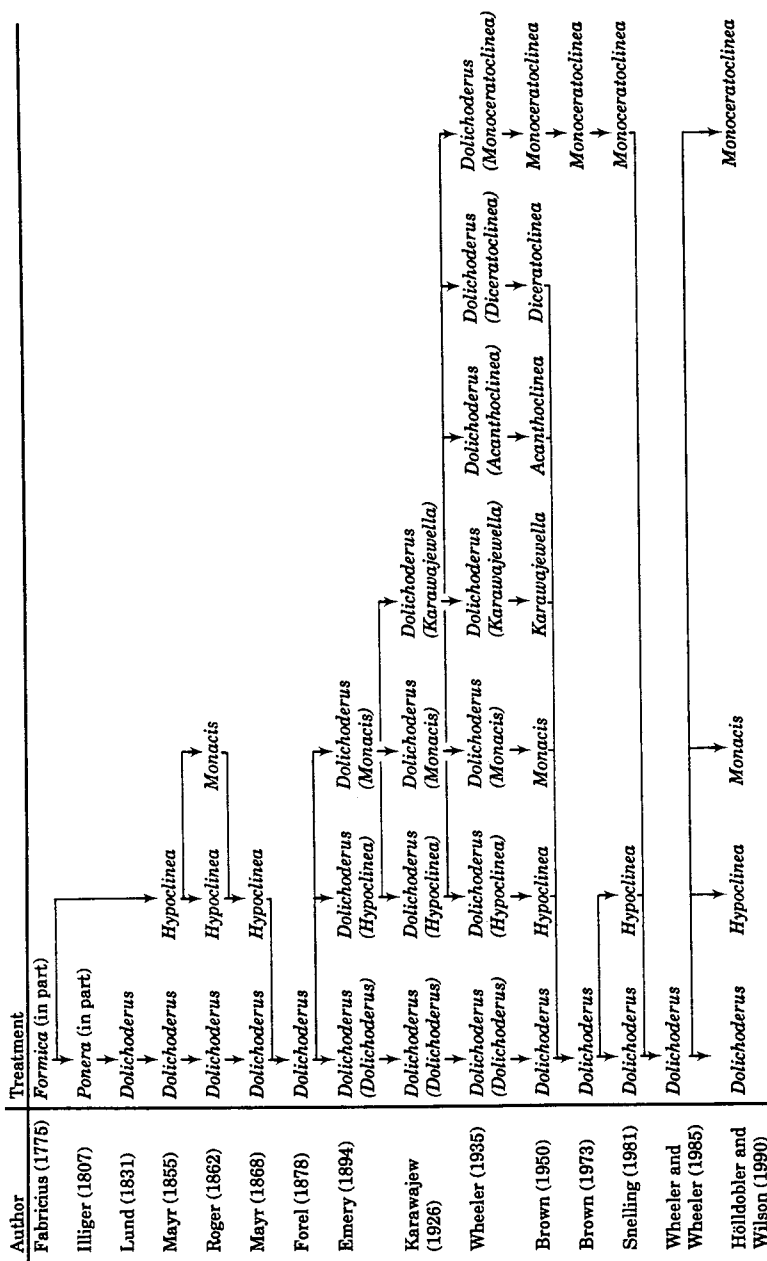 Author Treatment
Fabricius (1775) Formica (in part)
Illiger (1807) Ponera (in part)
Lund (1831) Dolichoderus
Mayr (1855) Dolichoderus Hypoclinea
Roger (1862) Dolichoderus Hypoclinea Monacis
Mayr (1868) Dolichoderus Hypoclinea
Forel (1878) Dolichoderus
Emery (1894) Dolichoderus Dolichoderus Dolichoderus
(Dolichoderus) (Hypoclinea) (Monacis)
Karawajew Dolichoderus Dolichoderus Dolichoderus Dolichoderus
(1926) (Dolichoderus) (Hypoclinea) (Monacis) (Karawajewella)
Wheeler (1935) Dolichoderus Dolichoderus Dolichoderus Dolichoderus Dolichoderus Dolichoderus Dolichoderus
(Dolichoderus) (Hypoclinea) (Monacis) (Karawajewella) (Acanthoclinea) (Diceratoclinea) (Monoceratoclinea)
Brown (1950) Dolichoderus Hypoclinea Monacis Karawajewella Acanthoclinea Diceratoclinea Monoceratoclinea
Brown (1973) Dolichoderus Monoceratoclinea
Snelling (1981) Dolichoderus Hypoclinea Monoceratoclinea
Wheeler and Dolichoderus
Wheeler (1985)
Hölldobler and Dolichoderus Hypoclinea Monacis Monoceratoclinea
Wilson (1990)